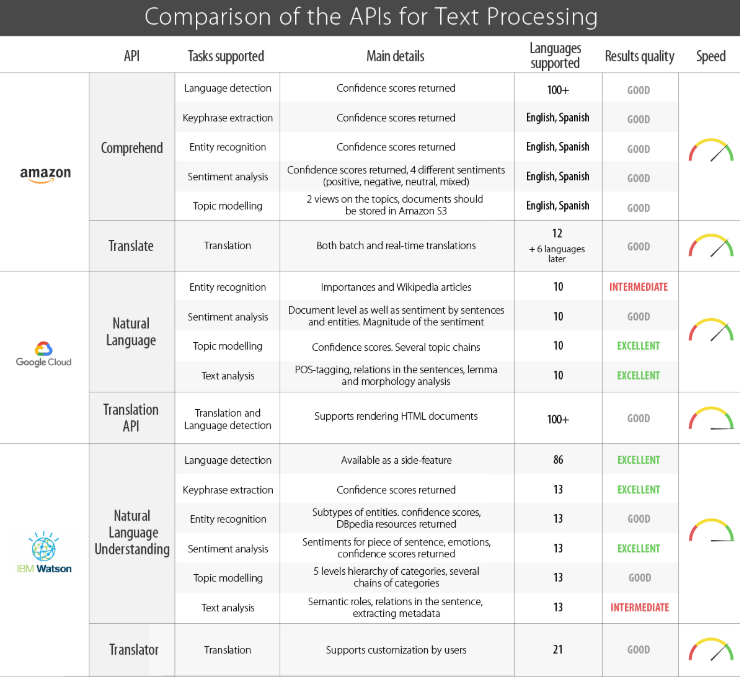 Comparison of the APIs for Text Processing
API Tasks supported Main details Languages supported Results quality Speed
amazon
Comprehend
Language detection Confidence scores returned 100+ GOOD
Keyphrase extraction Confidence scores returned English, Spanish GOOD
Entity recognition Confidence scores returned English, Spanish GOOD
Sentiment analysis Confidence scores returned, 4 different sentiments (positive, negative, neutral, mixed) English, Spanish GOOD
Topic modelling 2 views on the topics, documents should be stored in Amazon S3 English, Spanish GOOD
Translate
Translation Both batch and real-time translations 12 + 6 languages later GOOD
Google Cloud
Natural Language
Entity recognition Importances and Wikipedia articles 10 INTERMEDIATE
Sentiment analysis Document level as well as sentiment by sentences and entities. Magnitude of the sentiment 10 GOOD
Topic modelling Confidence scores. Several topic chains 10 EXCELLENT
Text analysis POS-tagging, relations in the sentences, lemma and morphology analysis 10 EXCELLENT
Translation API
Translation and Language detection Supports rendering HTML documents 100+ GOOD
IBM Watson
Natural Language Understanding
Language detection Available as a side-feature 86 EXCELLENT
Keyphrase extraction Confidence scores returned 13 EXCELLENT
Entity recognition Subtypes of entities. confidence scores, DBpedia resources returned 13 GOOD
Sentiment analysis Sentiments for piece of sentence, emotions, confidence scores returned 13 EXCELLENT
Topic modelling 5 levels hierarchy of categories, several chains of categories 13 GOOD
Text analysis Semantic roles, relations in the sentence, extracting metadata 13 INTERMEDIATE
Translator
Translation Supports customization by users 21 GOOD